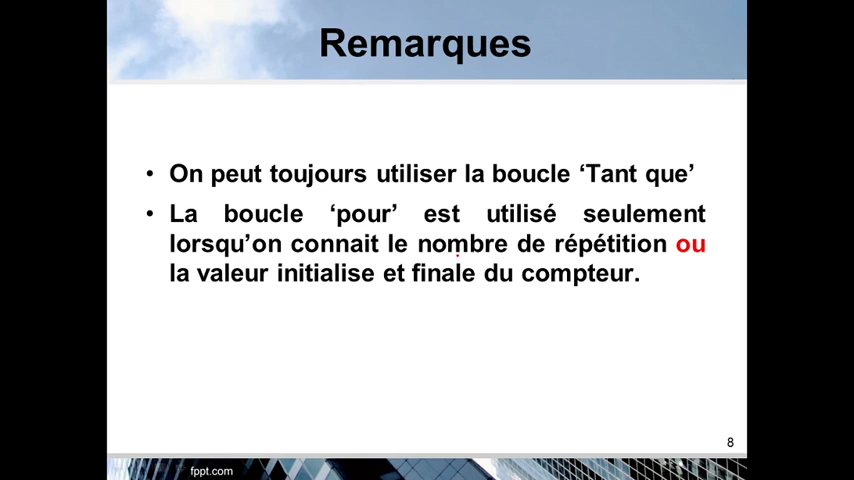 Remarques
• On peut toujours utiliser la boucle ‘Tant que’
• La boucle ‘pour’ est utilisé seulement
lorsqu’on connait le nombre de répétition ou
la valeur initialise et finale du compteur.
8
fppt.com